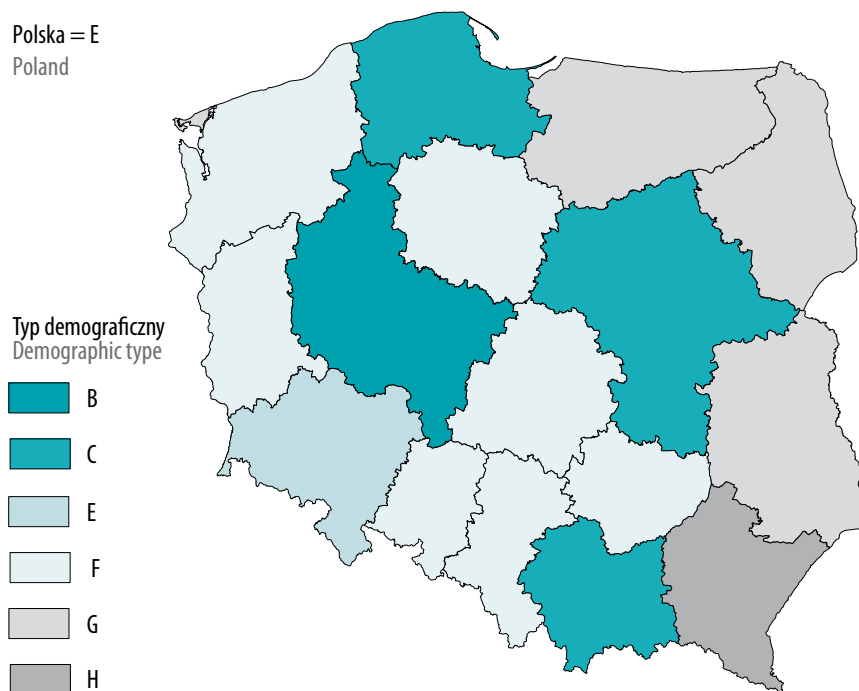 Polska = E
Poland
Typ demograficzny
Demographic type
B
C
E
F
G
H